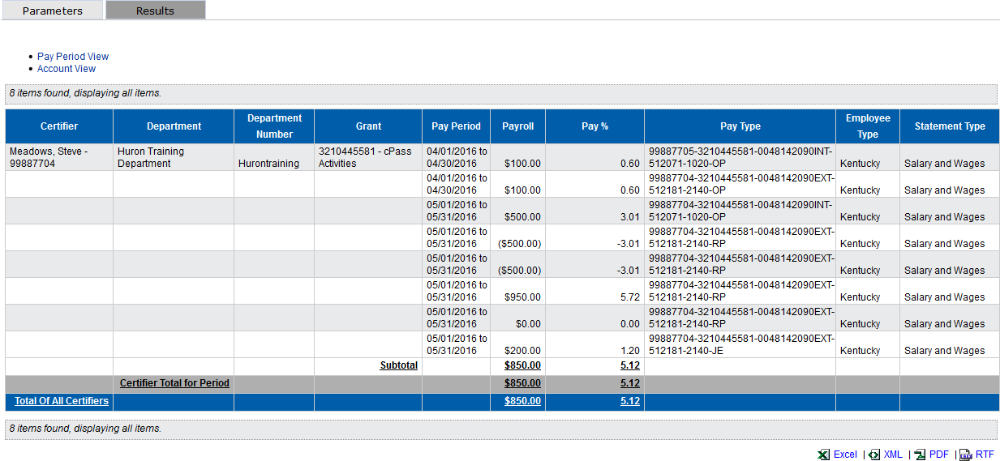 Parameters Results
• Pay Period View
• Account View
8 items found, displaying all items.
Certifier Department Department Number Grant Pay Period Payroll Pay % Pay Type Employee Type Statement Type
Meadows, Steve - 99887704 Huron Training Department Hurontraining 3210445581 - cPass Activities 04/01/2016 to 04/30/2016 $100.00 0.60 99887705-3210445581-0048142090INT-512071-1020-OP Kentucky Salary and Wages
04/01/2016 to 04/30/2016 $100.00 0.60 99887704-3210445581-0048142090EXT-512181-2140-OP Kentucky Salary and Wages
05/01/2016 to 05/31/2016 $500.00 3.01 99887704-3210445581-0048142090INT-512071-1020-OP Kentucky Salary and Wages
05/01/2016 to 05/31/2016 ($500.00) -3.01 99887704-3210445581-0048142090EXT-512181-2140-RP Kentucky Salary and Wages
05/01/2016 to 05/31/2016 ($500.00) -3.01 99887704-3210445581-0048142090EXT-512181-2140-RP Kentucky Salary and Wages
05/01/2016 to 05/31/2016 $950.00 5.72 99887704-3210445581-0048142090EXT-512181-2140-RP Kentucky Salary and Wages
05/01/2016 to 05/31/2016 $0.00 0.00 99887704-3210445581-0048142090EXT-512181-2140-RP Kentucky Salary and Wages
05/01/2016 to 05/31/2016 $200.00 1.20 99887704-3210445581-0048142090EXT-512181-2140-JE Kentucky Salary and Wages
Subtotal $850.00 5.12
Certifier Total for Period $850.00 5.12
Total Of All Certifiers $850.00 5.12
8 items found, displaying all items.
Excel | XML | PDF | RTF